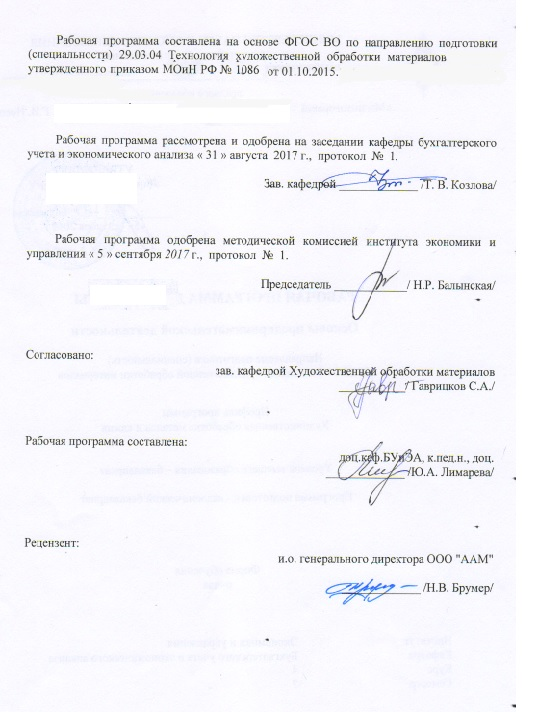 Рабочая программа составлена на основе ФГОС ВО по направлению подготовки
(специальности) 29.03.04 Технология художественной обработки материалов
утвержденного приказом МОиН РФ № 1086 от 01.10.2015.
Рабочая программа рассмотрена и одобрена на заседании кафедры бухгалтерского
учета и экономического анализа « 31 » августа 2017 г., протокол № 1.
Зав. кафедрой /Т. В. Козлова/
Рабочая программа одобрена методической комиссией института экономики и
управления « 5 » сентября 2017 г., протокол № 1.
Председатель / Н.Р. Балынская/
Согласовано:
зав. кафедрой Художественной обработки материалов
/ Гаврицков С.А./
Рабочая программа составлена:
доц.каф.БУиЭА, к.пед.н., доц.
/Ю.А. Лимарева/
Рецензент:
и.о. генерального директора ООО "ААМ"
/Н.В. Брумер/